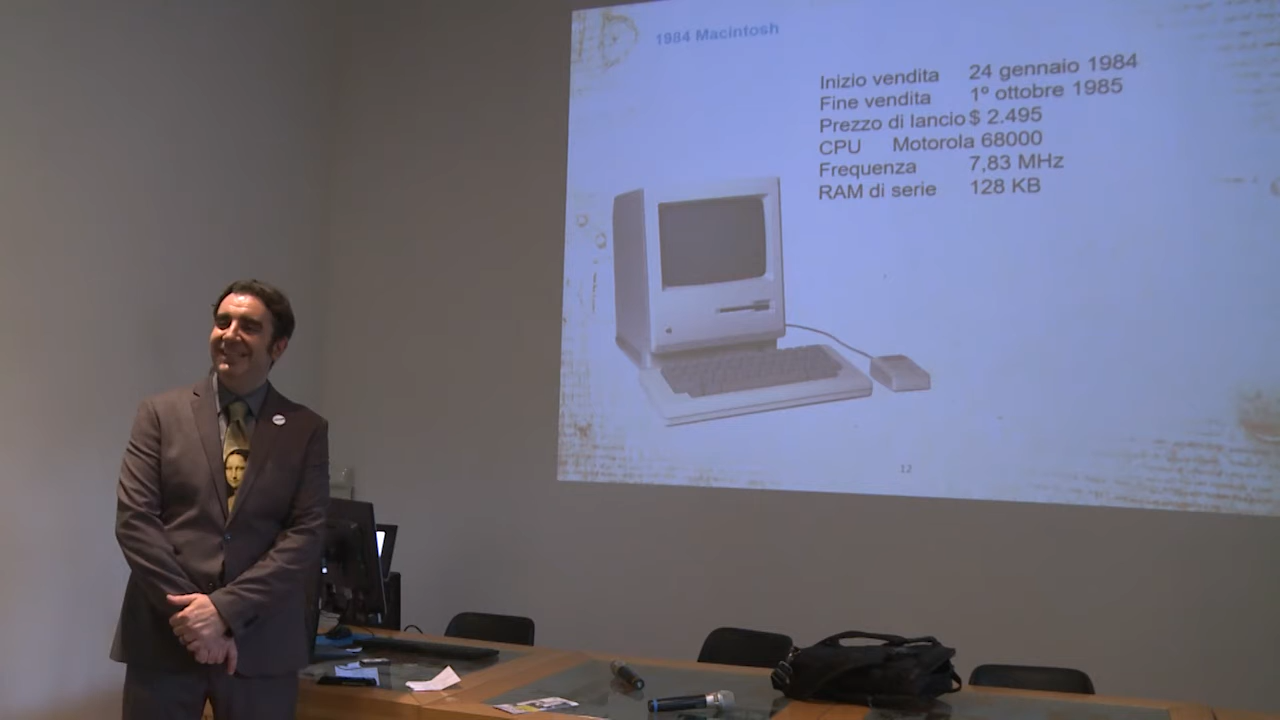 1984 Macintosh
Inizio vendita 24 gennaio 1984
Fine vendita 1º ottobre 1985
Prezzo di lancio $ 2.495
CPU Motorola 68000
Frequenza 7,83 MHz
RAM di serie 128 KB
12